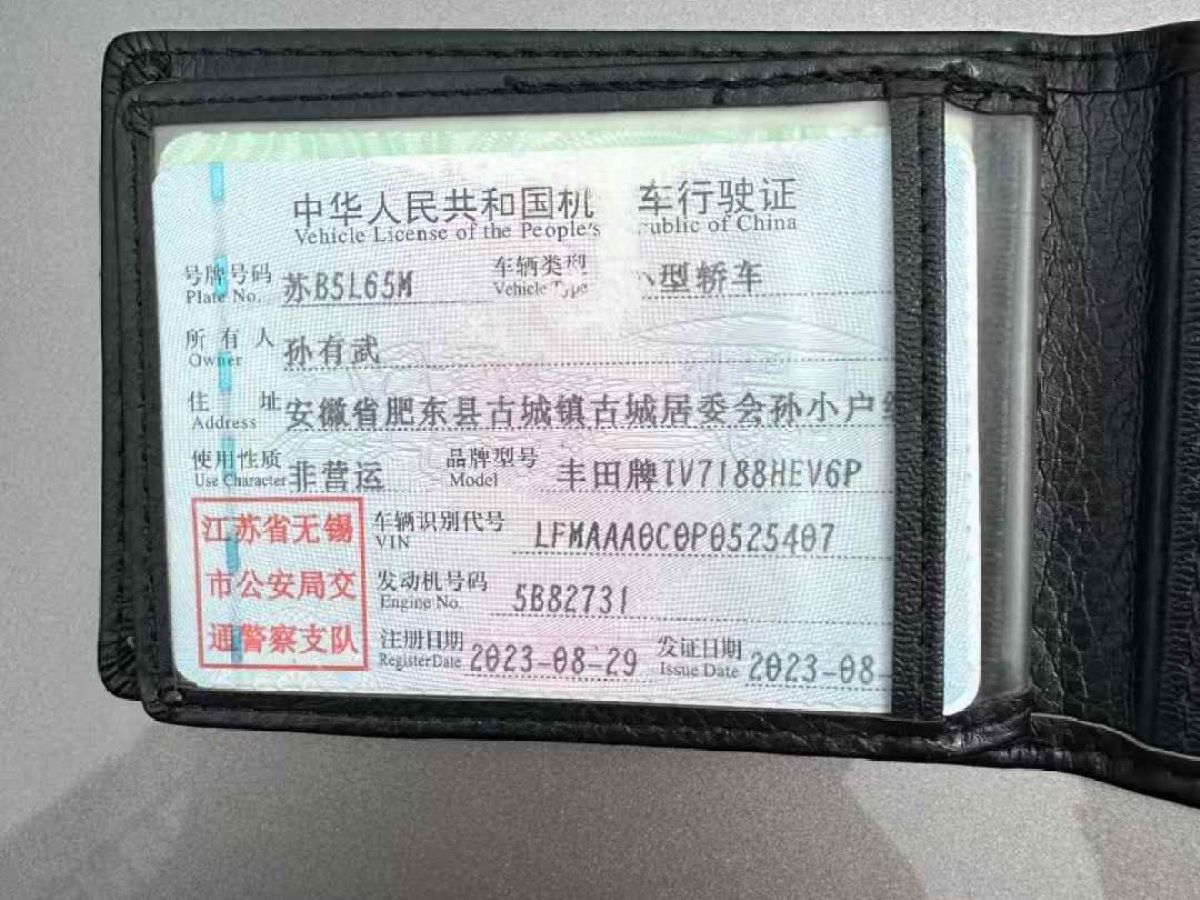 中华人民共和国机 车行驶证
Vehicle License of the People's Republic of China
号牌号码 苏B5L65M 车辆类型 小型轿车
Plate No. Vehicle Type
所有人 孙有武
Owner
住址 安徽省肥东县古城镇古城居委会孙小户
Address
使用性质 非营运 品牌型号 丰田牌TV7188HEV6P
Use Character Model
江苏省无锡
市公安局交
通警察支队
车辆识别代号 LFMAAA0C0P0525407
VIN
发动机号码 5B82731
Engine No.
注册日期 2023-08-29 发证日期 2023-08-
Register Date Issue Date